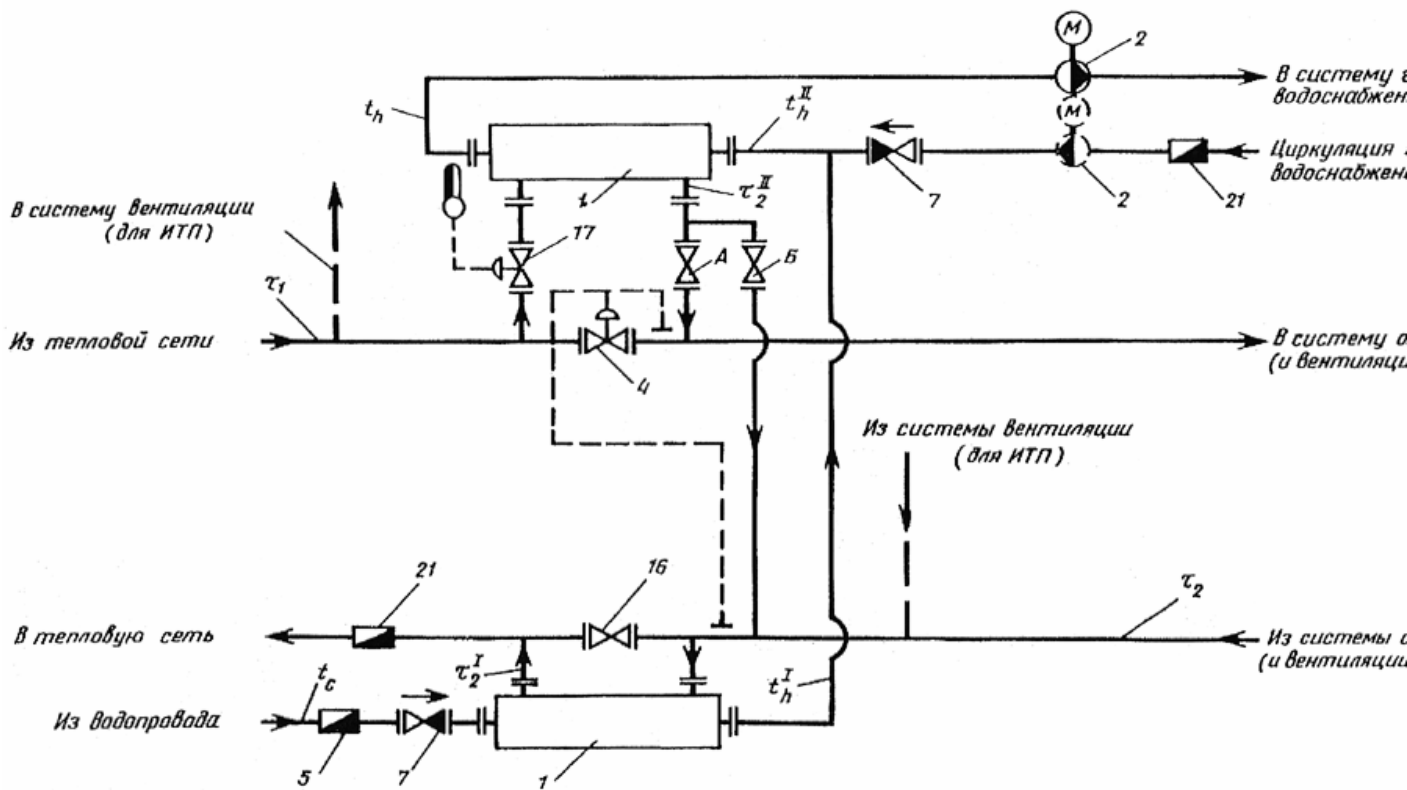 М
2
В систему
водоснабжен
t_h
t_h^II
М
Циркуляция
водоснабжен
1
τ_2^II
7
2
21
В систему вентиляции
(для ИТП)
17
А
Б
τ_1
Из тепловой сети
4
В систему о
(и вентиляци
Из системы вентиляции
(для ИТП)
21
16
τ_2
В тепловую сеть
Из системы
(и вентиляции
τ_2^I
t_h^I
t_c
Из водопровода
5
7
1